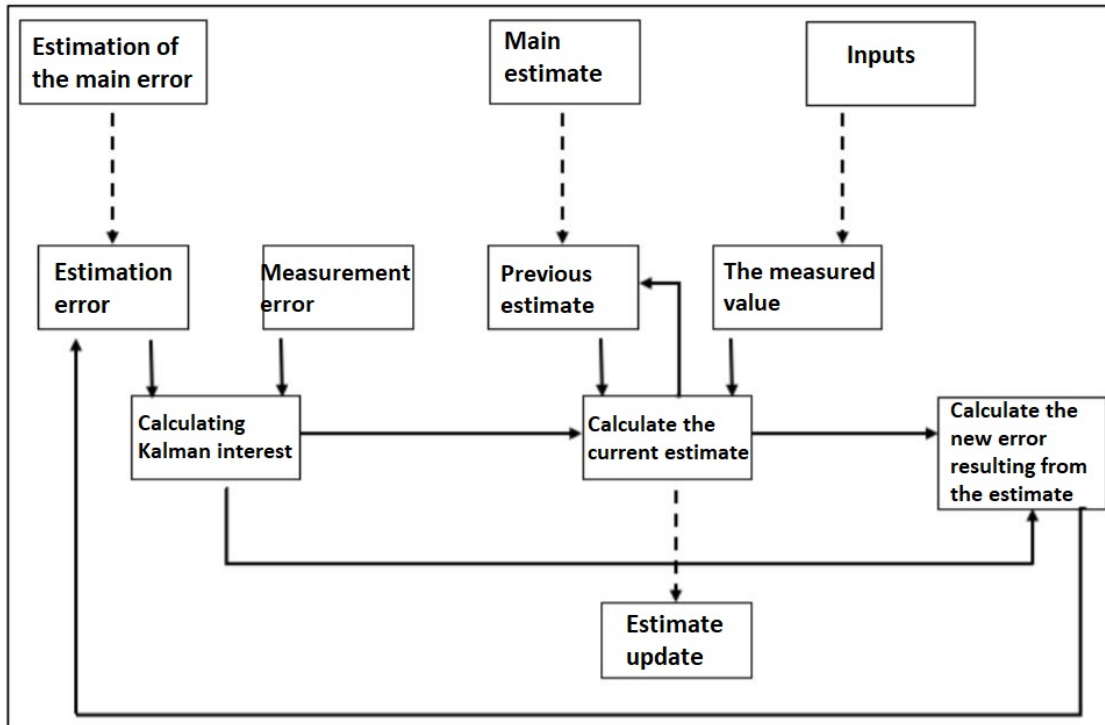 Estimation of
the main error
Main
estimate
Inputs
Estimation
error
Measurement
error
Previous
estimate
The measured
value
Calculating
Kalman interest
Calculate the
current estimate
Calculate the
new error
resulting from
the estimate
Estimate
update